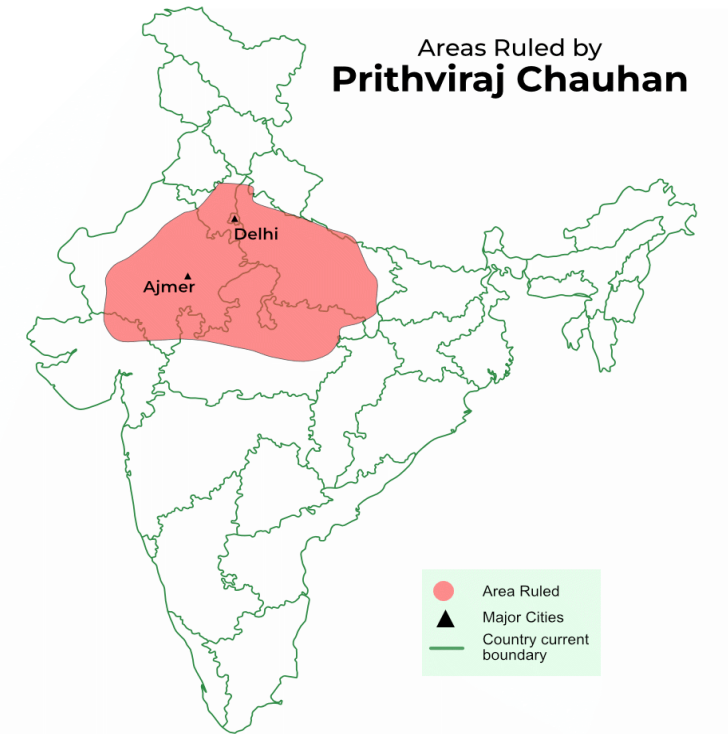 Areas Ruled by
Prithviraj Chauhan
Delhi
Ajmer
Area Ruled
Major Cities
Country current
boundary